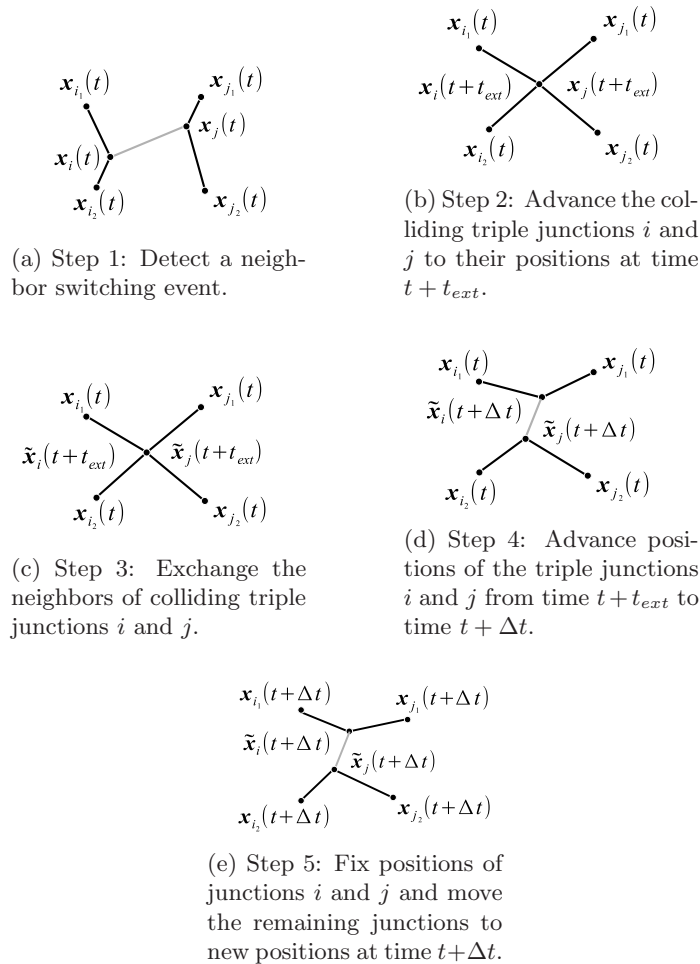 𝒙_{i_1}(t)
𝒙_{j_1}(t)
𝒙_j(t)
𝒙_i(t)
𝒙_{i_2}(t)
𝒙_{j_2}(t)
(a) Step 1: Detect a neigh-
bor switching event.
𝒙_{i_1}(t)
𝒙_{j_1}(t)
𝒙_i(t+t_{ext})
𝒙_j(t+t_{ext})
𝒙_{i_2}(t)
𝒙_{j_2}(t)
(b) Step 2: Advance the col-
liding triple junctions i and
j to their positions at time
t + t_{ext}.
𝒙_{i_1}(t)
𝒙_{j_1}(t)
𝒙̃_i(t+t_{ext})
𝒙̃_j(t+t_{ext})
𝒙_{i_2}(t)
𝒙_{j_2}(t)
(c) Step 3: Exchange the
neighbors of colliding triple
junctions i and j.
𝒙_{i_1}(t)
𝒙_{j_1}(t)
𝒙̃_i(t+Δt)
𝒙̃_j(t+Δt)
𝒙_{i_2}(t)
𝒙_{j_2}(t)
(d) Step 4: Advance posi-
tions of the triple junctions
i and j from time t+t_{ext} to
time t + Δt.
𝒙_{i_1}(t+Δt)
𝒙_{j_1}(t+Δt)
𝒙̃_i(t+Δt)
𝒙̃_j(t+Δt)
𝒙_{i_2}(t+Δt)
𝒙_{j_2}(t+Δt)
(e) Step 5: Fix positions of
junctions i and j and move
the remaining junctions to
new positions at time t+Δt.